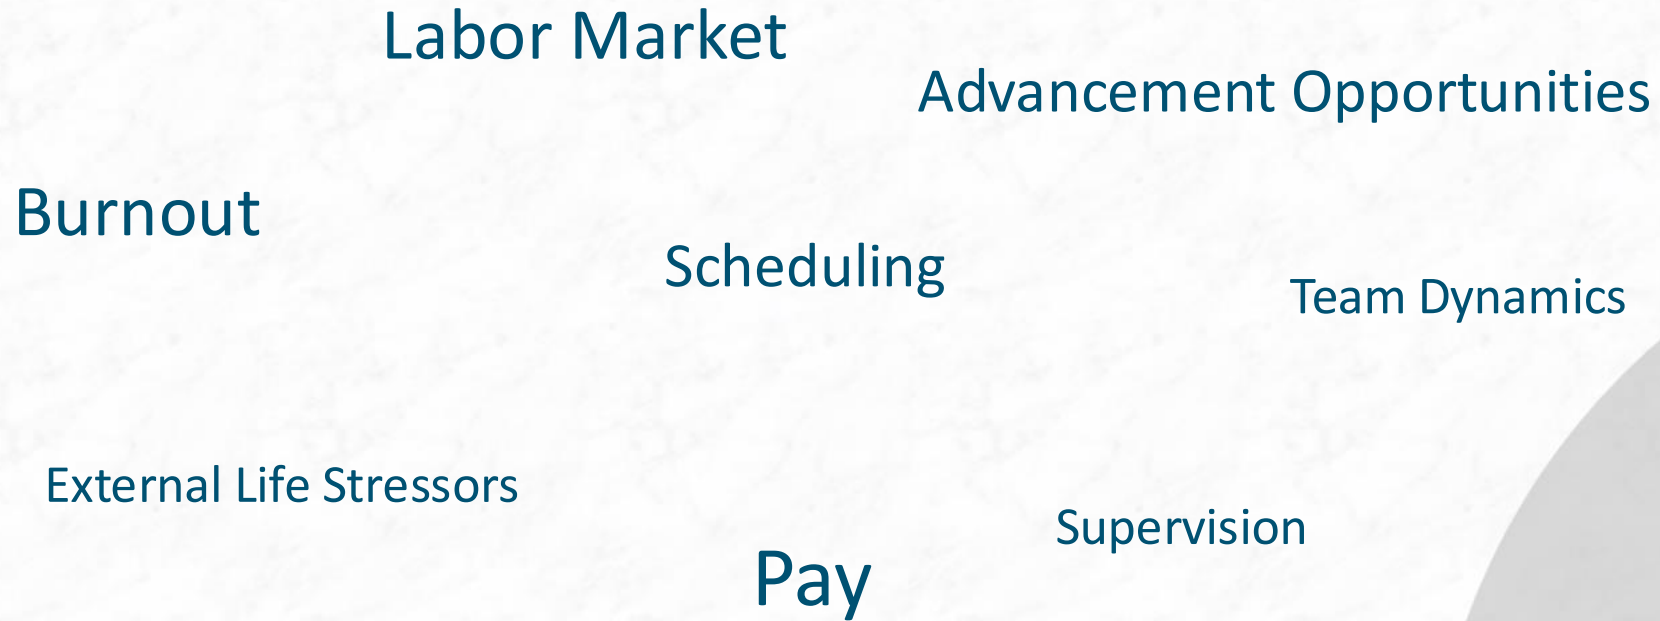 Labor Market
Advancement Opportunities
Burnout
Scheduling
Team Dynamics
External Life Stressors
Supervision
Pay